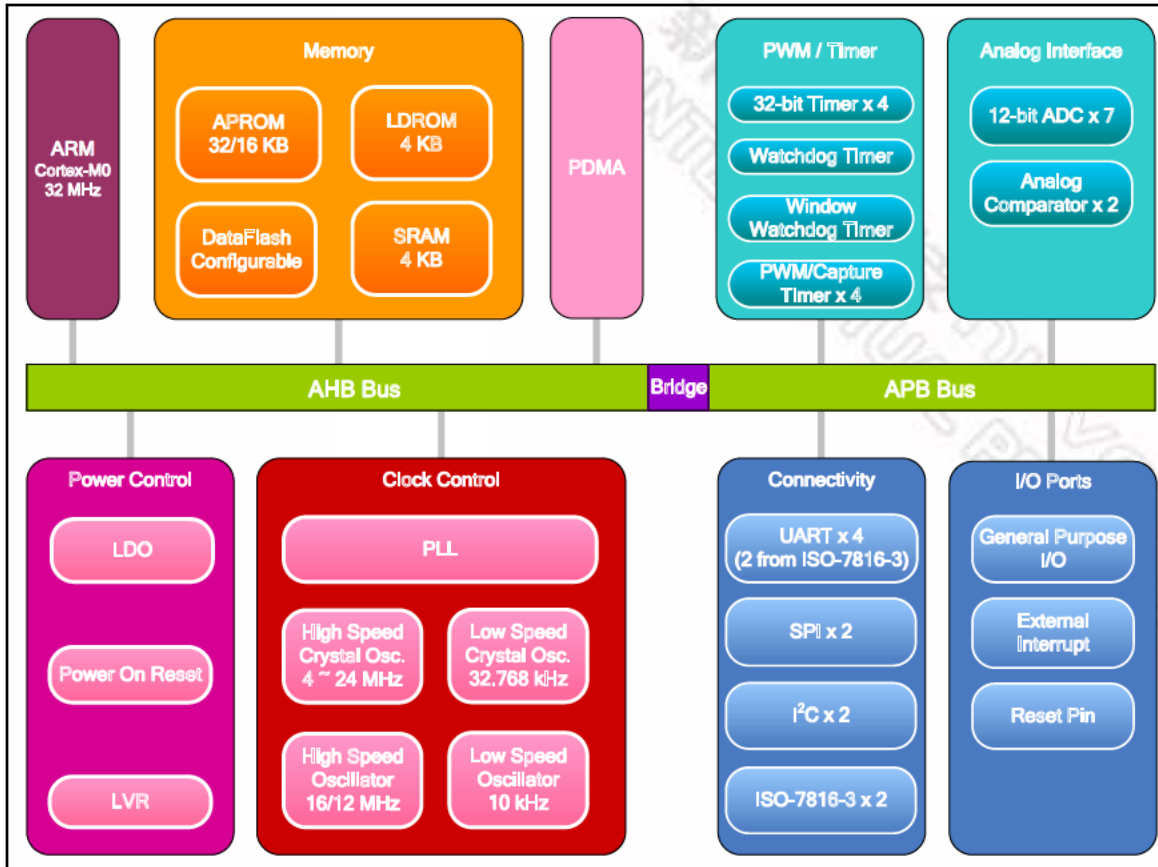 ARM
Cortex-M0
32 MHz
Memory
APROM
32/16 KB
LDROM
4 KB
DataFlash
Configurable
SRAM
4 KB
PDMA
PWM / Timer
32-bit Timer x 4
Watchdog Timer
Window
Watchdog Timer
PWM/Capture
Timer x 4
Analog Interface
12-bit ADC x 7
Analog
Comparator x 2
AHB Bus
Bridge
APB Bus
Power Control
LDO
Power On Reset
LVR
Clock Control
PLL
High Speed
Crystal Osc.
4 ~ 24 MHz
Low Speed
Crystal Osc.
32.768 kHz
High Speed
Oscillator
16/12 MHz
Low Speed
Oscillator
10 kHz
Connectivity
UART x 4
(2 from ISO-7816-3)
SPI x 2
I²C x 2
ISO-7816-3 x 2
I/O Ports
General Purpose
I/O
External
Interrupt
Reset Pin